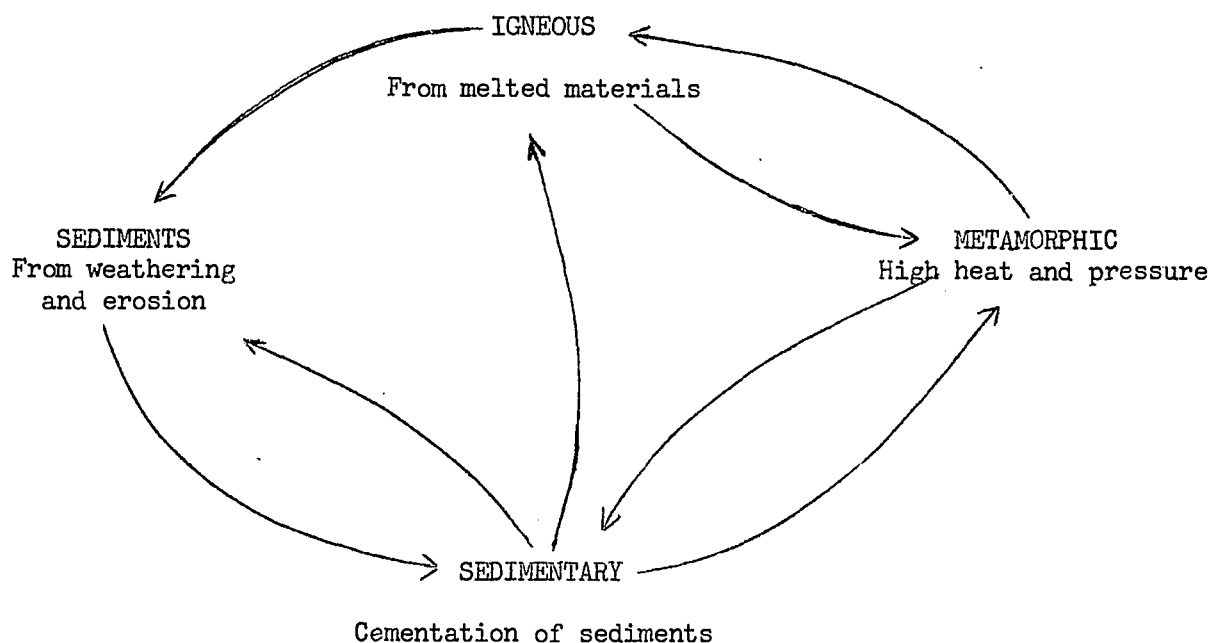 IGNEOUS
From melted materials
SEDIMENTS
From weathering
and erosion
METAMORPHIC
High heat and pressure
SEDIMENTARY
Cementation of sediments